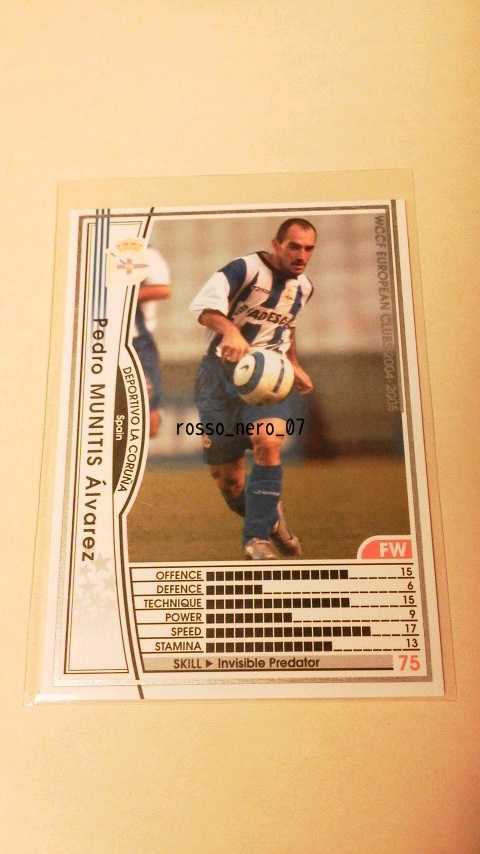 WCCF EUROPEAN CLUBS 2004-2005
Pedro MUNITIS Álvarez
DEPORTIVO LA CORUÑA
Spain
rosso_nero_07
FW
OFFENCE 15
DEFENCE 6
TECHNIQUE 15
POWER 9
SPEED 17
STAMINA 13
SKILL ► Invisible Predator 75